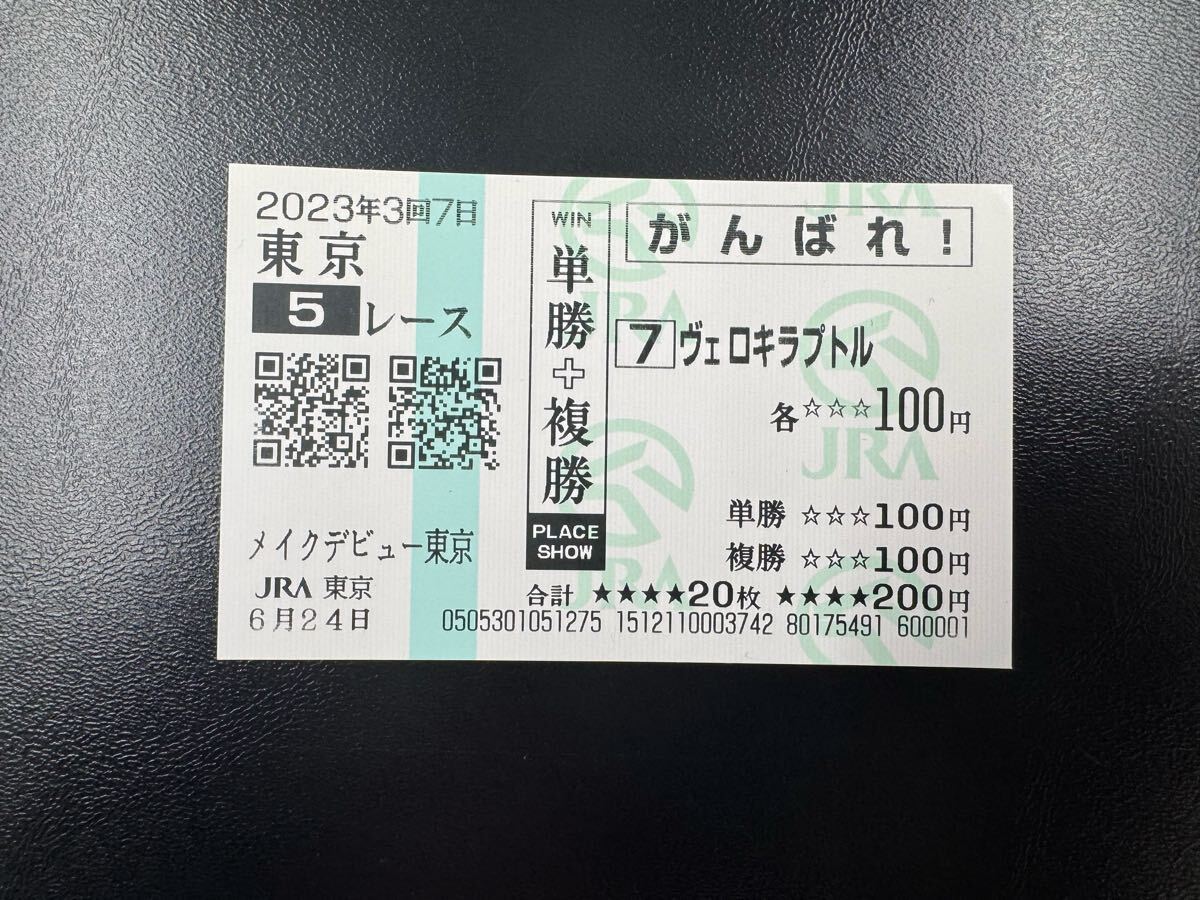 2023年3回7日
東京
5レース
メイクデビュー東京
JRA 東京
6月24日
WIN
単勝+複勝
PLACE
SHOW
がんばれ!
7 ヴェロキラプトル
各☆☆☆100円
単勝 ☆☆☆100円
複勝 ☆☆☆100円
合計 ★★★★20枚 ★★★★200円
0505301051275 1512110003742 80175491 600001
JRA
JRA
JRA
JRA